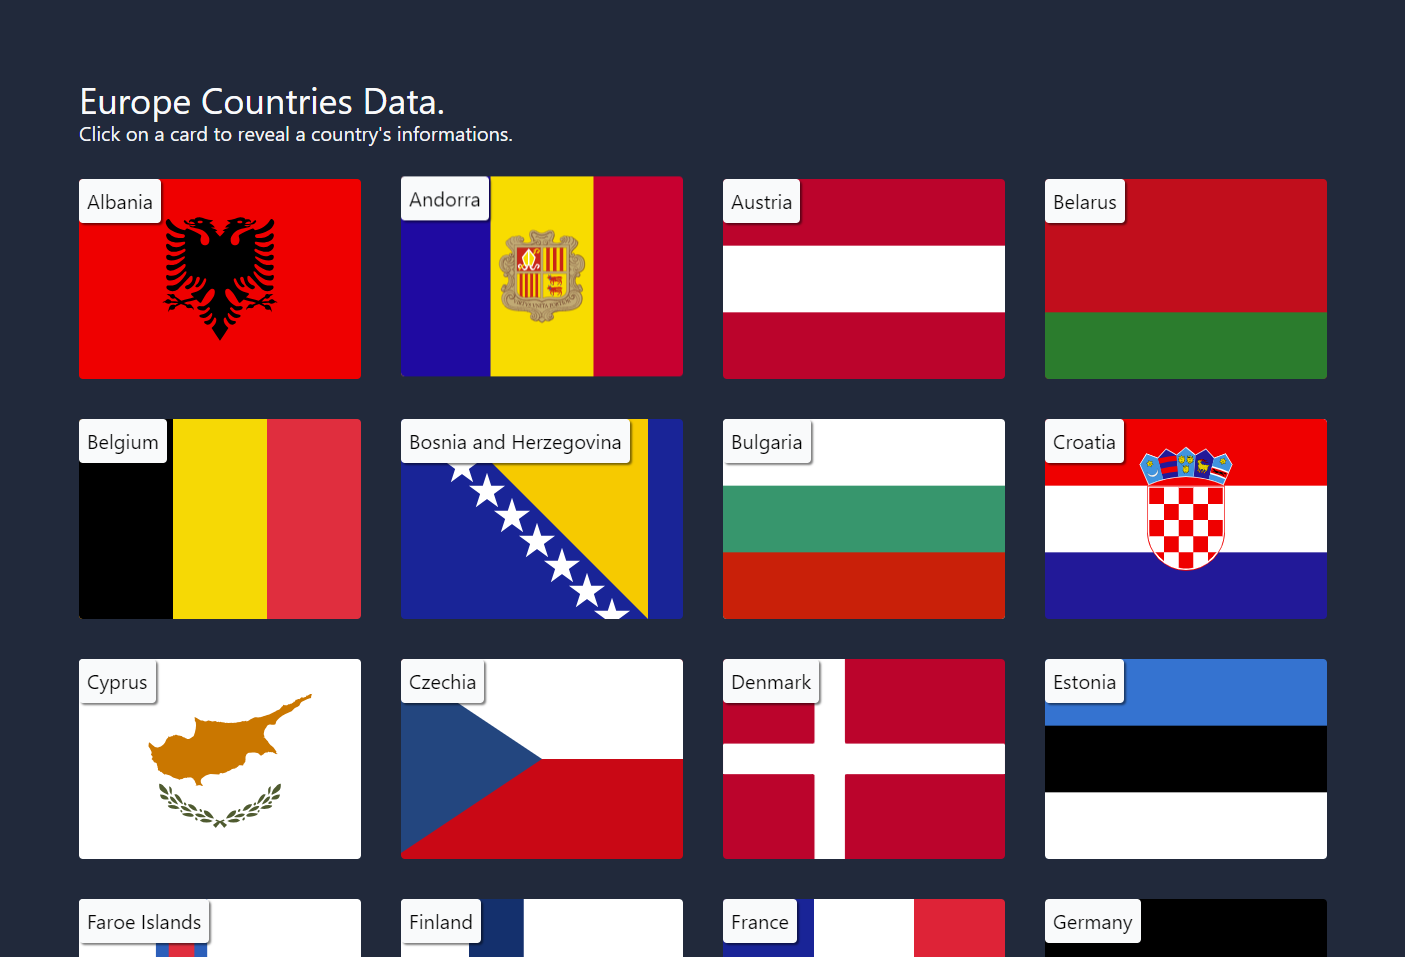 Europe Countries Data.
Click on a card to reveal a country's informations.
Albania
Andorra
Austria
Belarus
Belgium
Bosnia and Herzegovina
Bulgaria
Croatia
Cyprus
Czechia
Denmark
Estonia
Faroe Islands
Finland
France
Germany